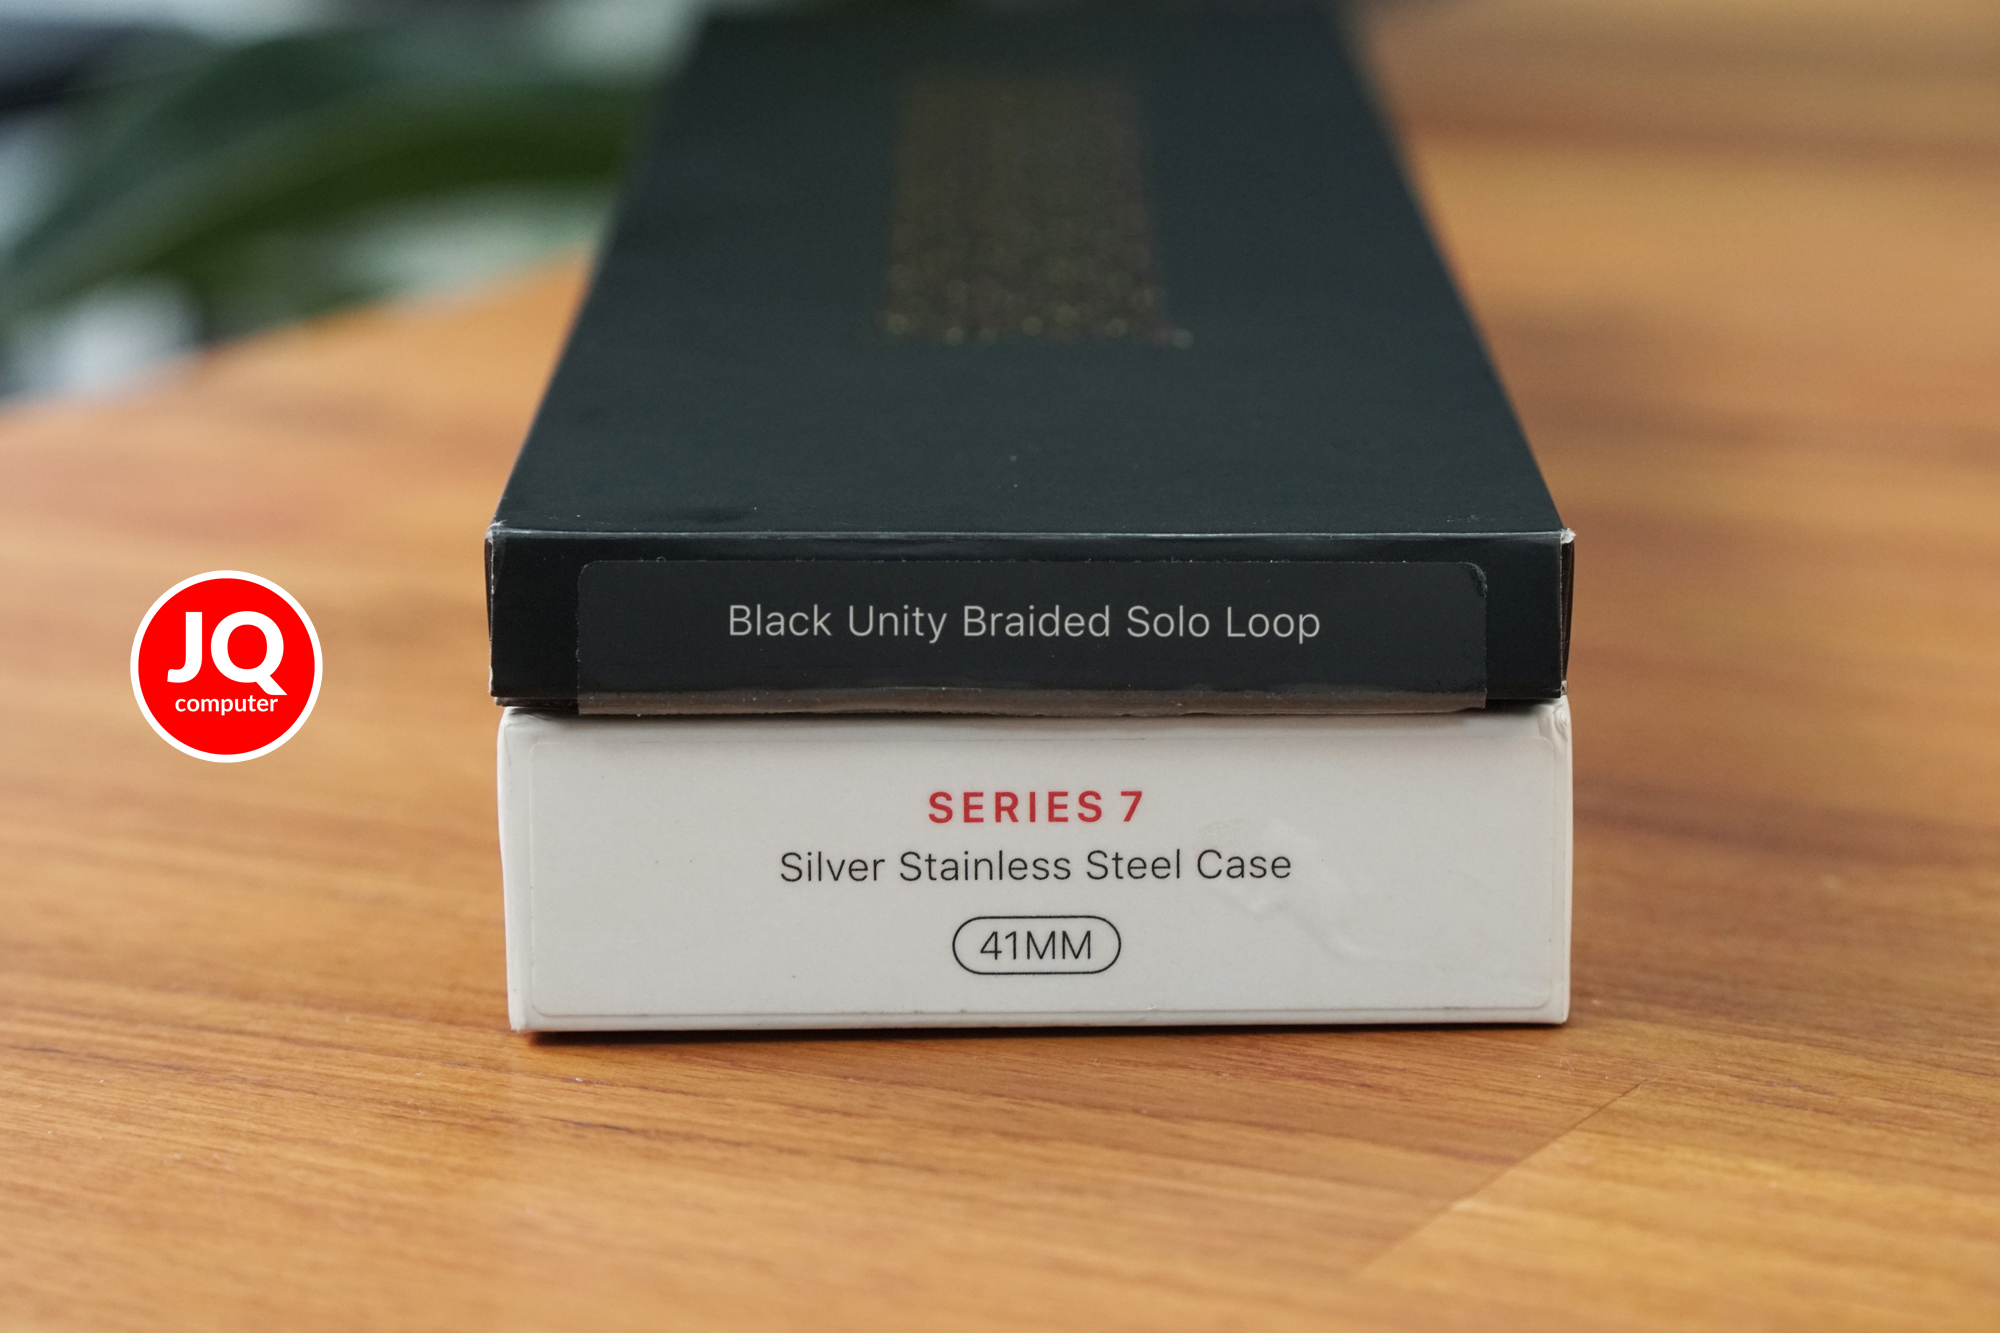 Black Unity Braided Solo Loop
SERIES 7
Silver Stainless Steel Case
41MM
JQ
computer